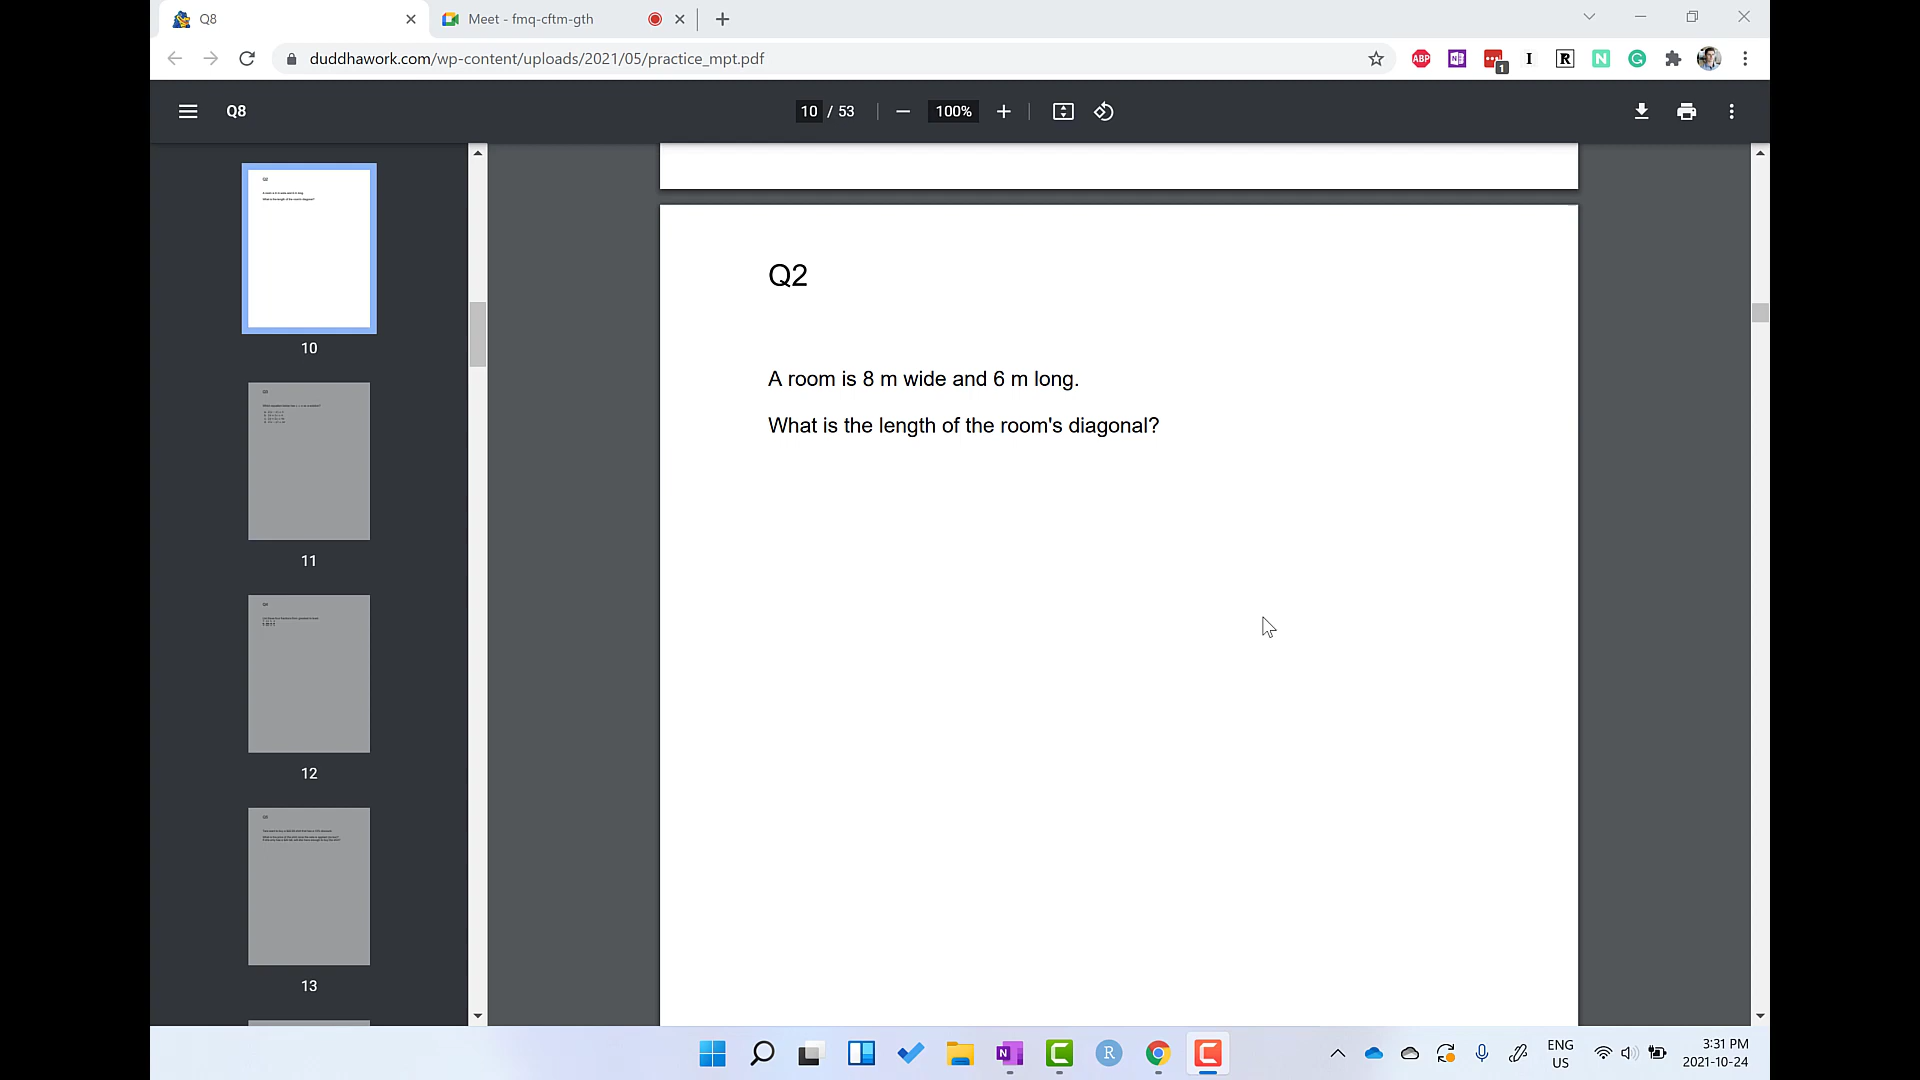 Q8
Meet - fmq-cftm-gth
duddhawork.com/wp-content/uploads/2021/05/practice_mpt.pdf
ABP
N
1
I
R
N
G
Q8
10 / 53
100%
10
11
12
13
Q2
A room is 8 m wide and 6 m long.
What is the length of the room's diagonal?
N
C
R
C
ENG
US
3:31 PM
2021-10-24